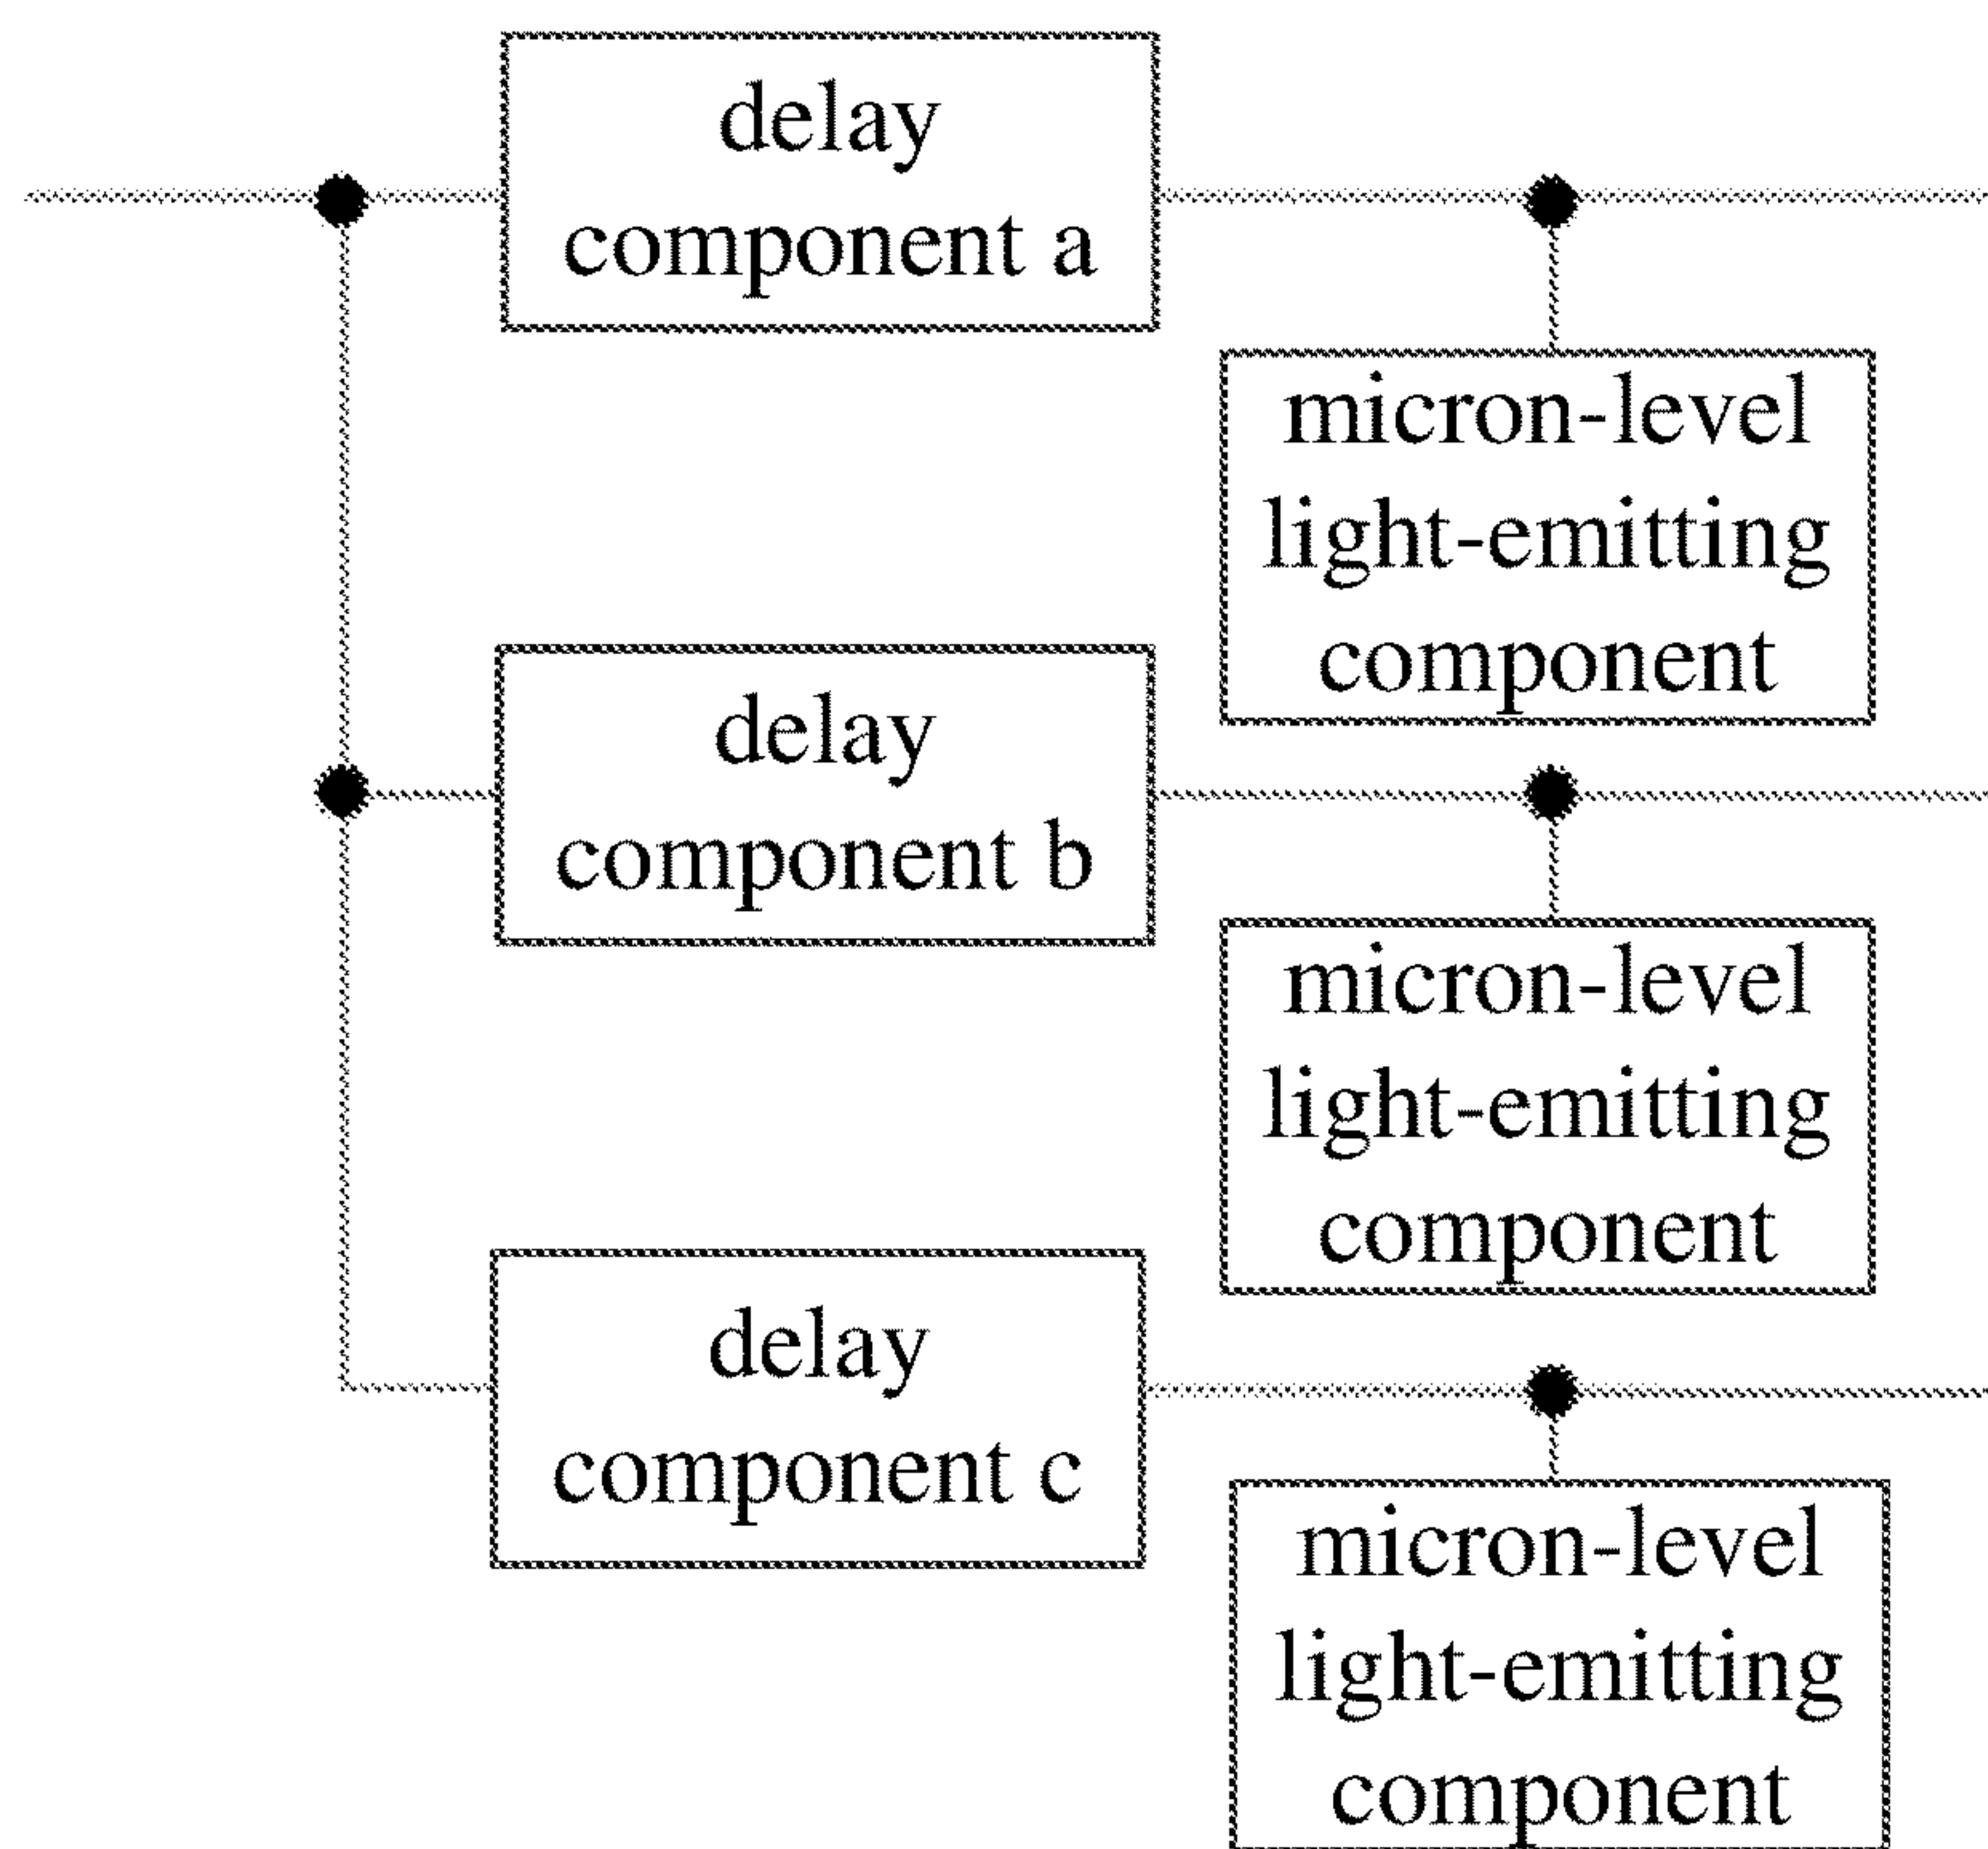 delay
component a
micron-level
light-emitting
component
delay
component b
micron-level
light-emitting
component
delay
component c
micron-level
light-emitting
component